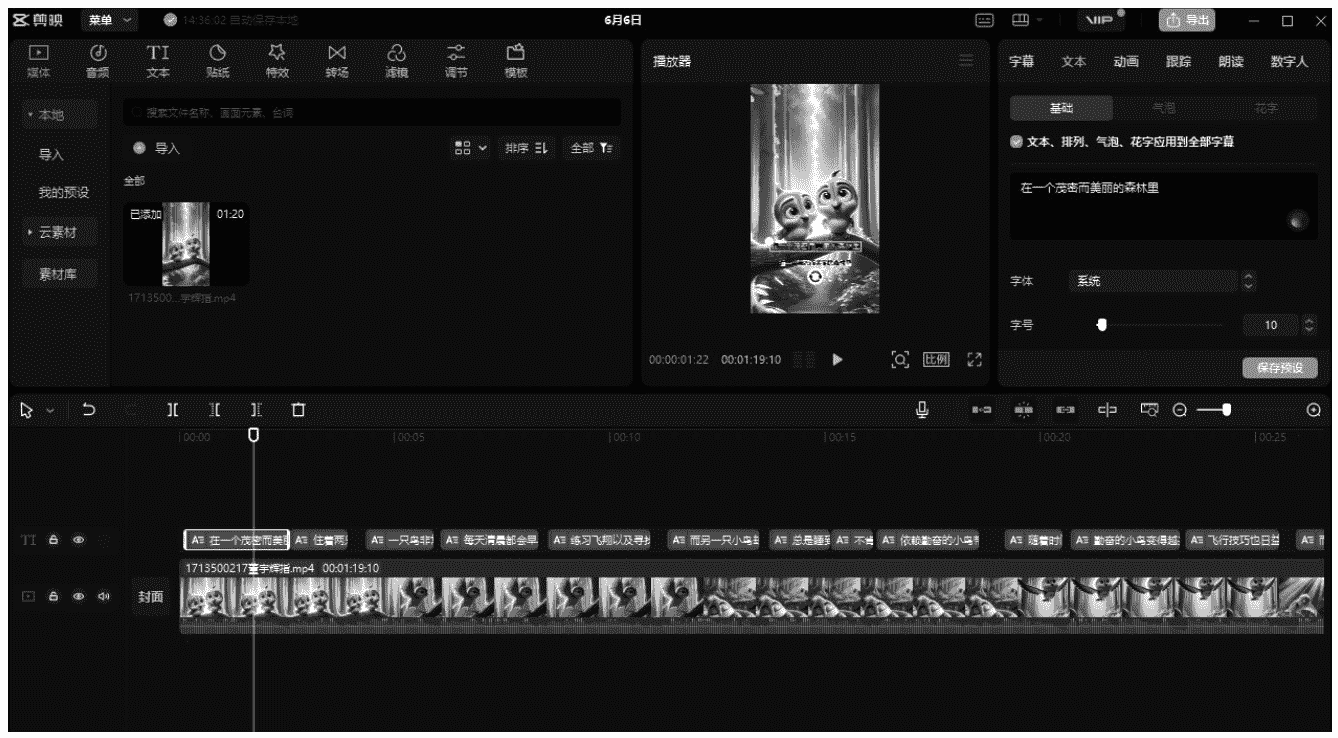 剪映 菜单 14:36:02 自动保存本地 6月6日 VIP 导出
媒体 音频 TI 文本 贴纸 特效 转场 滤镜 调节 模板
播放器
字幕 文本 动画 跟踪 朗读 数字人
本地
导入
我的预设
云素材
素材库
搜索文件名称、画面元素、台词
导入 排序 全部
全部
已添加 01:20
1713500...宇辉指.mp4
00:00:01:22 00:01:19:10 比例
基础 气泡 花字
文本、排列、气泡、花字应用到全部字幕
在一个茂密而美丽的森林里
字体 系统
字号 10
保存预设
00:00 00:05 00:10 00:15 00:20 00:25
TI
在一个茂密而美 住着两 一只鸟非 每天清晨都会早 练习飞翔以及寻 而另一只小鸟 总是睡到 不肯 依赖勤奋的小鸟 随着时 勤奋的小鸟变得越 飞行技巧也日益 而
封面
1713500217董宇辉指.mp4 00:01:19:10